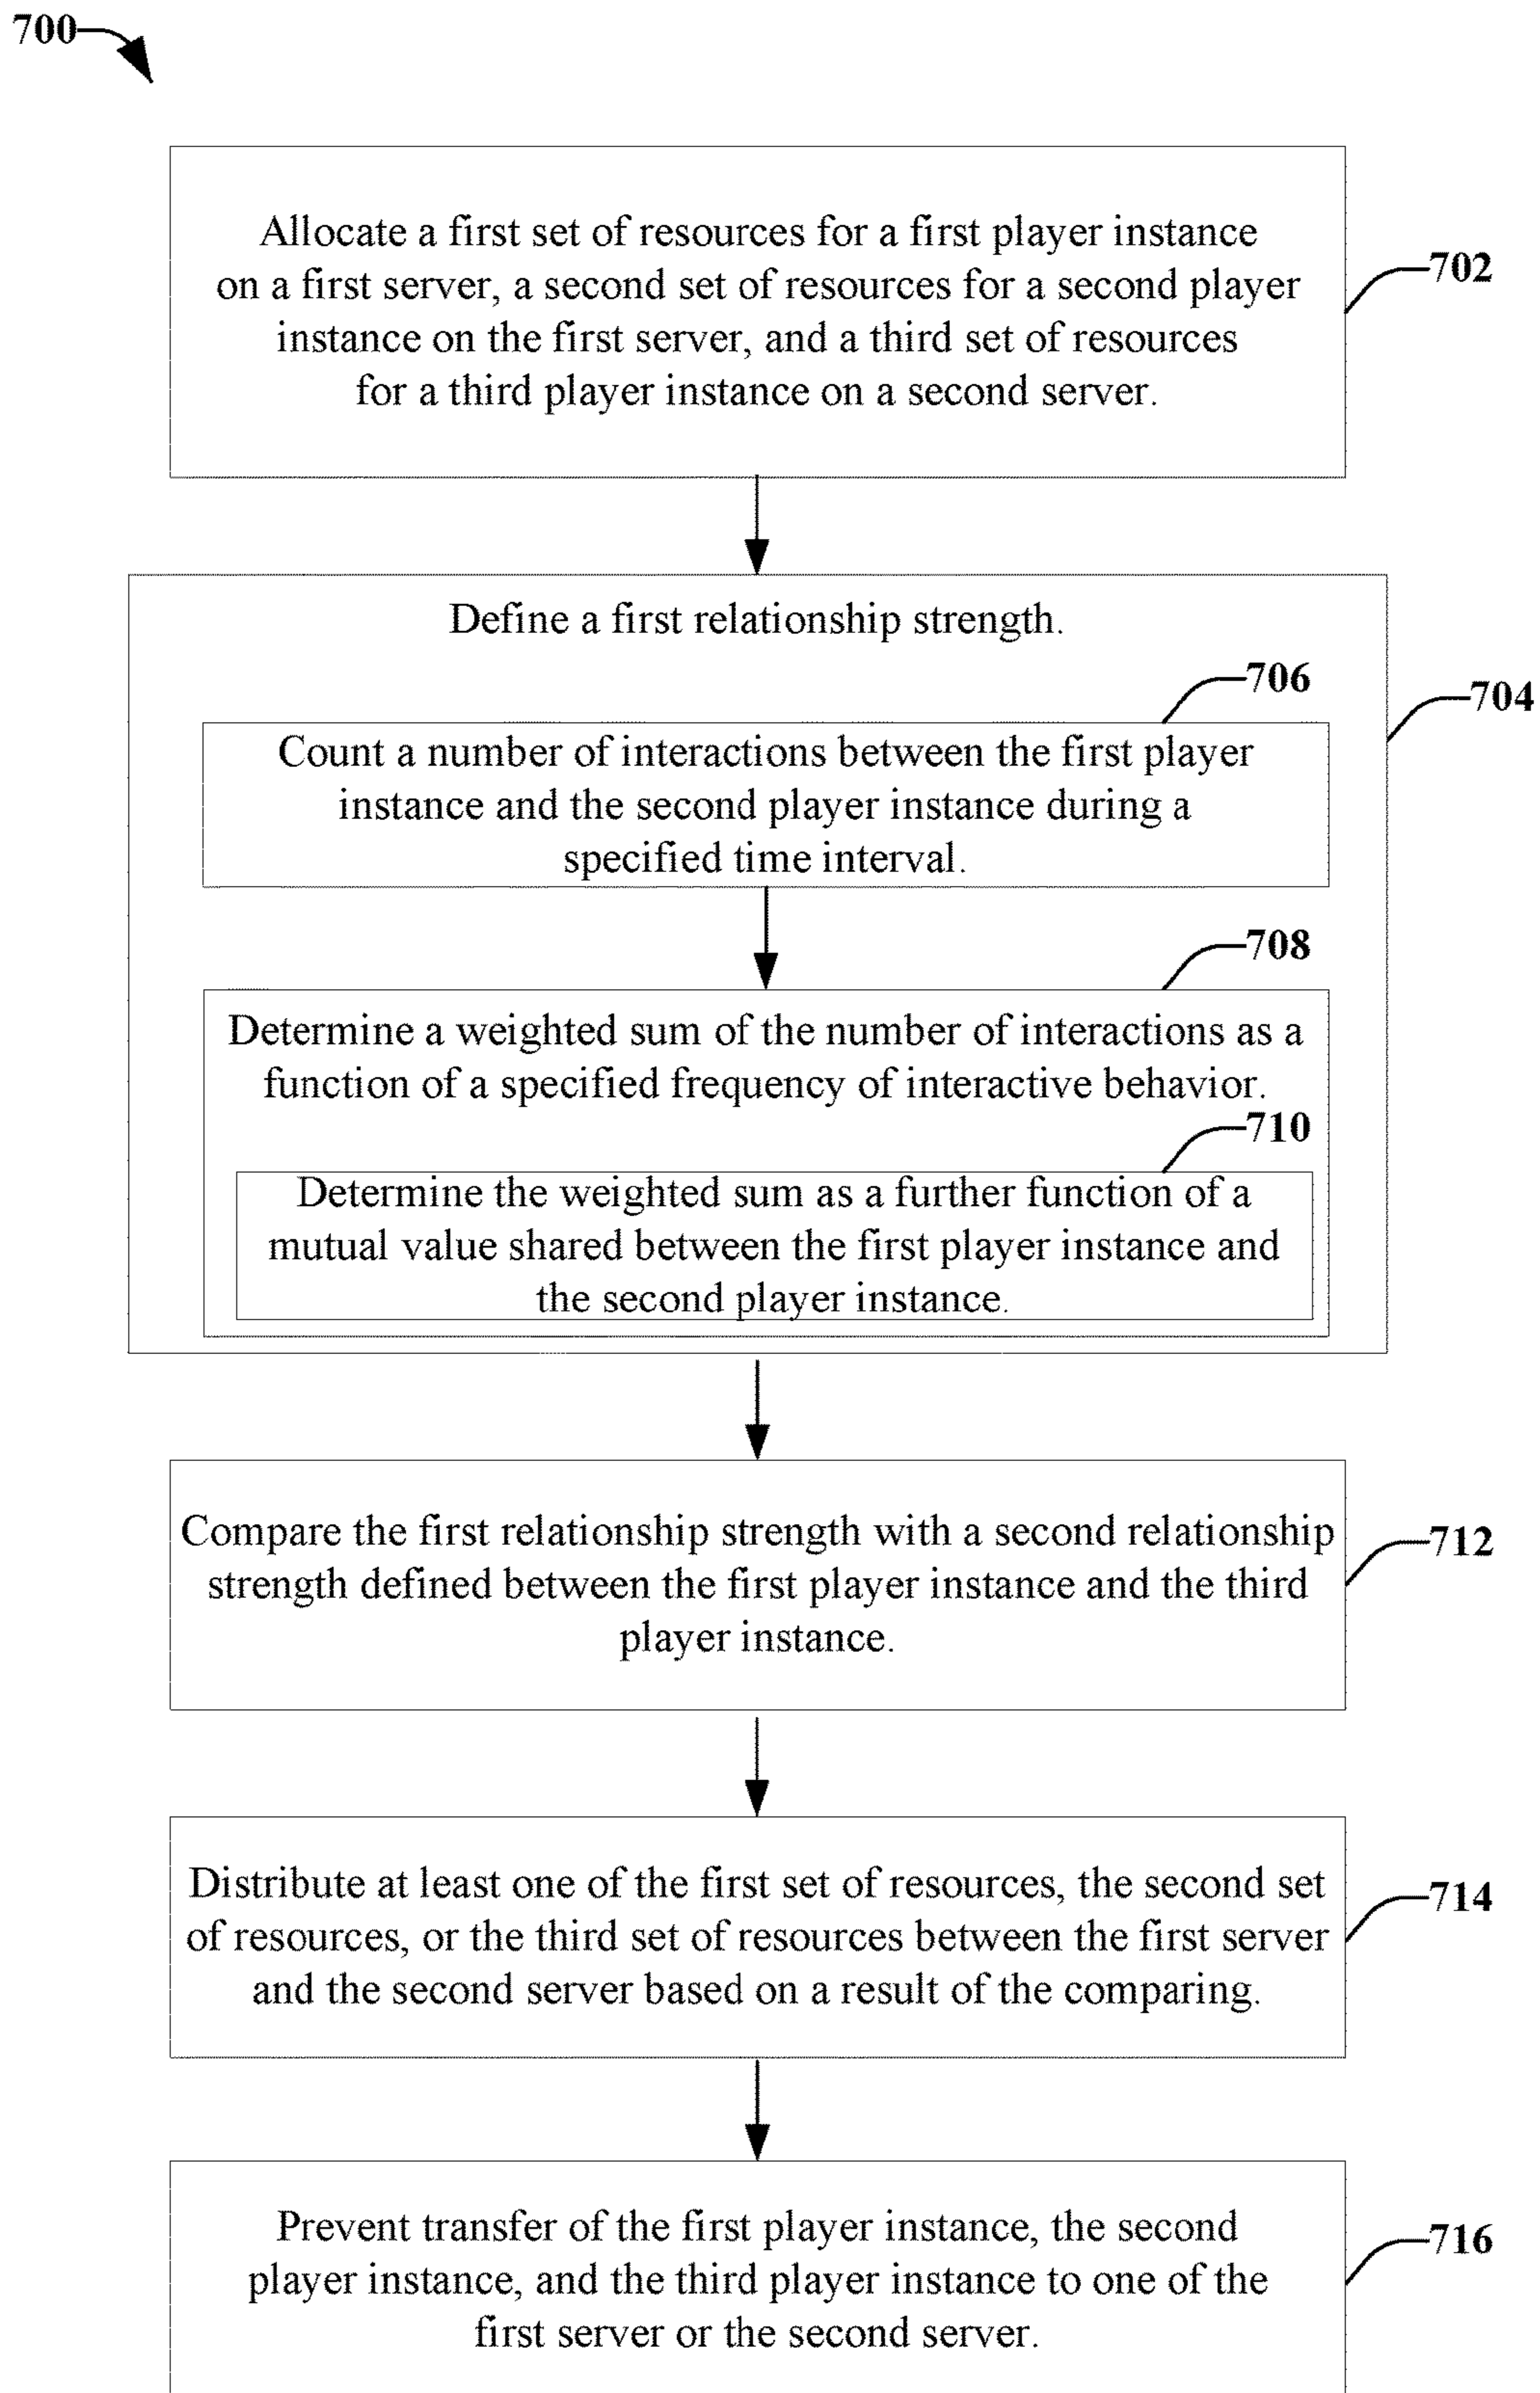 700
Allocate a first set of resources for a first player instance
on a first server, a second set of resources for a second player
instance on the first server, and a third set of resources
for a third player instance on a second server.
702
Define a first relationship strength.
704
706
Count a number of interactions between the first player
instance and the second player instance during a
specified time interval.
708
Determine a weighted sum of the number of interactions as a
function of a specified frequency of interactive behavior.
710
Determine the weighted sum as a further function of a
mutual value shared between the first player instance and
the second player instance.
Compare the first relationship strength with a second relationship
strength defined between the first player instance and the third
player instance.
712
Distribute at least one of the first set of resources, the second set
of resources, or the third set of resources between the first server
and the second server based on a result of the comparing.
714
Prevent transfer of the first player instance, the second
player instance, and the third player instance to one of the
first server or the second server.
716